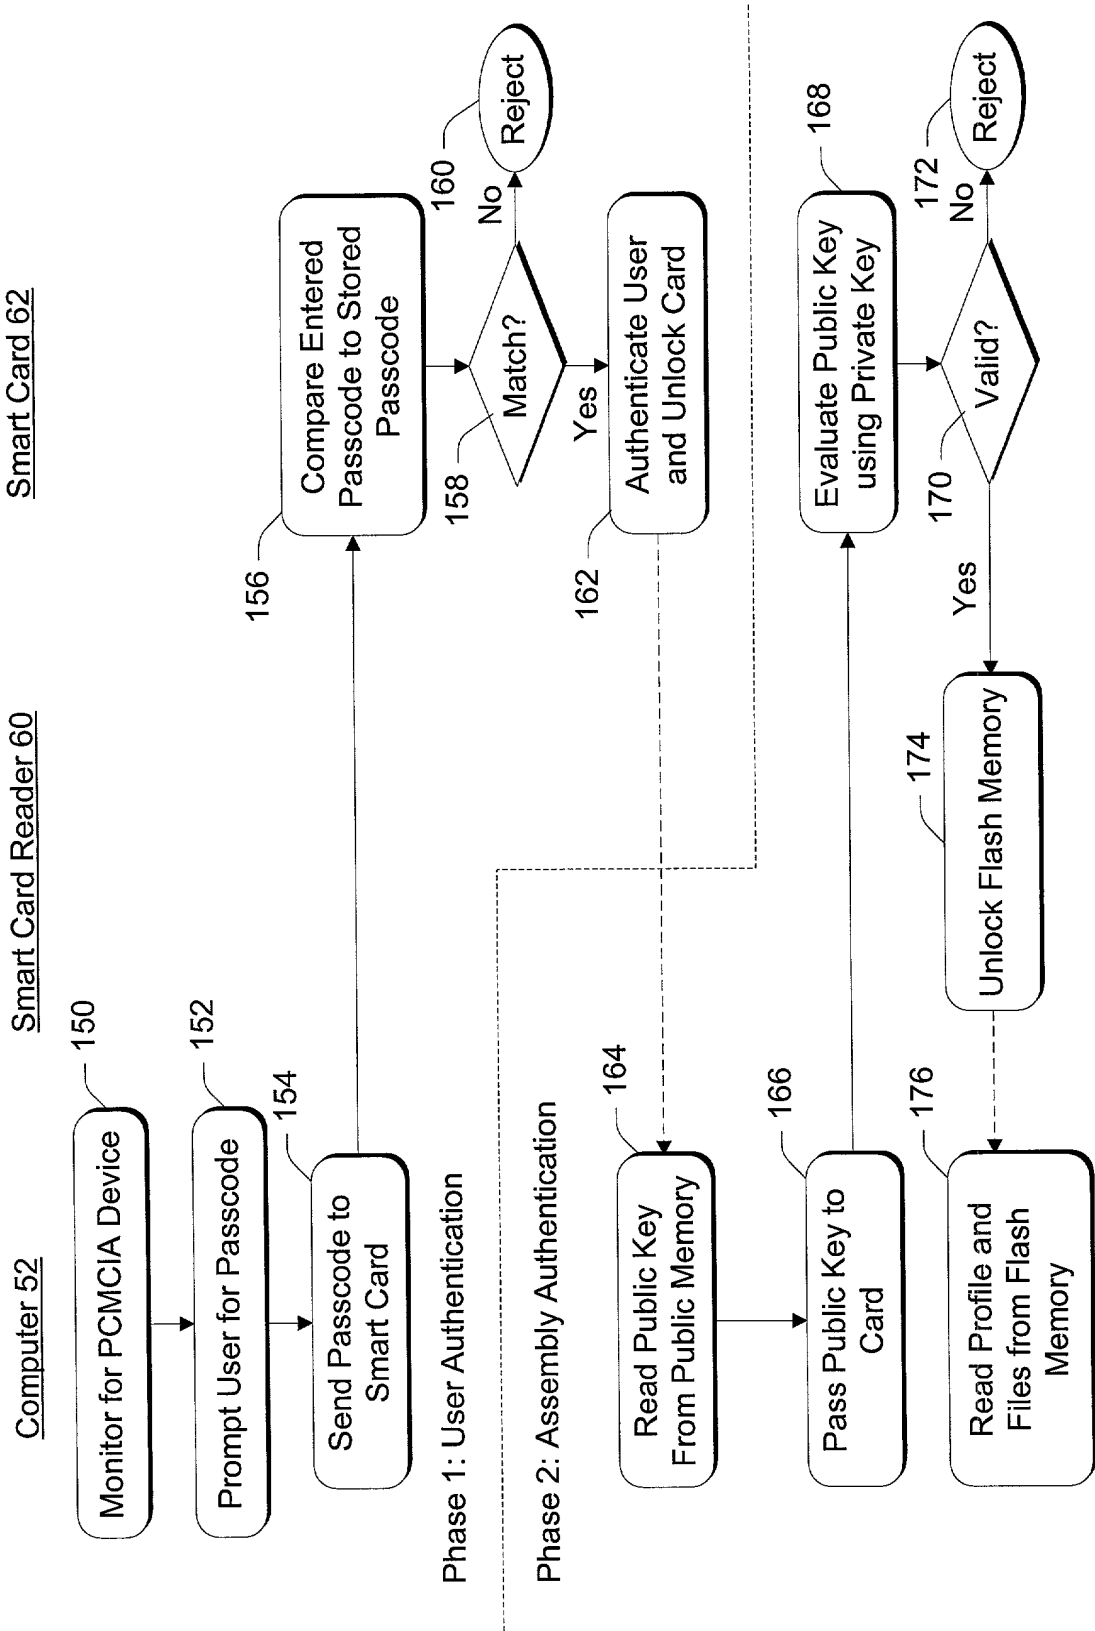 Computer 52
Smart Card Reader 60
Smart Card 62
150
Monitor for PCMCIA Device
152
Prompt User for Passcode
154
Send Passcode to
Smart Card
156
Compare Entered
Passcode to Stored
Passcode
158
Match?
No
160
Reject
Yes
162
Authenticate User
and Unlock Card
Phase 1: User Authentication
Phase 2: Assembly Authentication
164
Read Public Key
From Public Memory
166
Pass Public Key to
Card
168
Evaluate Public Key
using Private Key
170
Valid?
No
172
Reject
Yes
174
Unlock Flash Memory
176
Read Profile and
Files from Flash
Memory